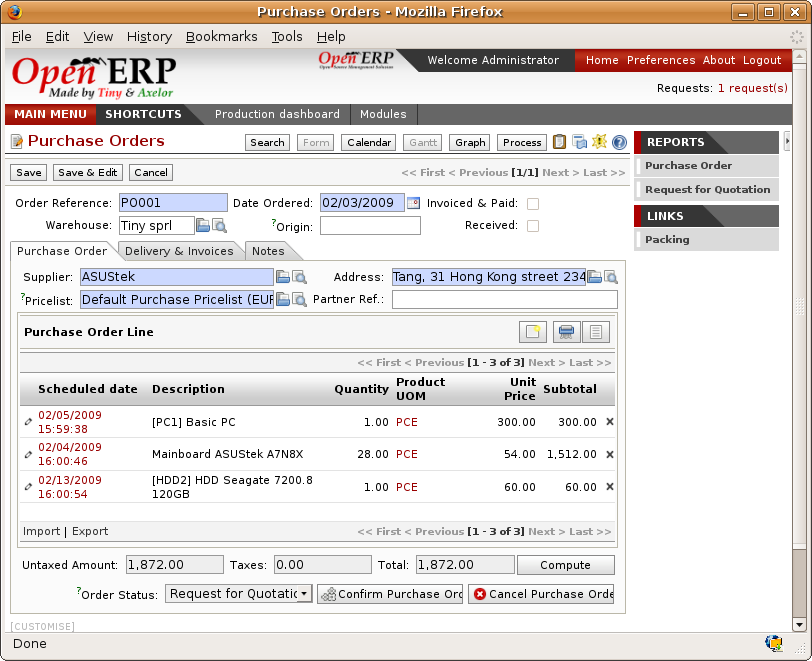 Purchase Orders - Mozilla Firefox
File Edit View History Bookmarks Tools Help
Open ERP
Made by Tiny & Axelor
Open ERP
Open Source Management Solution
Welcome Administrator
Home Preferences About Logout
Requests: 1 request(s)
MAIN MENU SHORTCUTS Production dashboard Modules
Purchase Orders
Search Form Calendar Gantt Graph Process
REPORTS
Purchase Order
Request for Quotation
LINKS
Packing
Save Save & Edit Cancel
<< First < Previous [1/1] Next > Last >>
Order Reference: PO001 Date Ordered: 02/03/2009 Invoiced & Paid:
Warehouse: Tiny sprl ?Origin: Received:
Purchase Order Delivery & Invoices Notes
Supplier: ASUStek Address: Tang, 31 Hong Kong street 234
?Pricelist: Default Purchase Pricelist (EUR Partner Ref.:
Purchase Order Line
<< First < Previous [1 - 3 of 3] Next > Last >>
Scheduled date Description Quantity Product UOM Unit Price Subtotal
02/05/2009 15:59:38 [PC1] Basic PC 1.00 PCE 300.00 300.00
02/04/2009 16:00:46 Mainboard ASUStek A7N8X 28.00 PCE 54.00 1,512.00
02/13/2009 16:00:54 [HDD2] HDD Seagate 7200.8 120GB 1.00 PCE 60.00 60.00
Import | Export
<< First < Previous [1 - 3 of 3] Next > Last >>
Untaxed Amount: 1,872.00 Taxes: 0.00 Total: 1,872.00 Compute
?Order Status: Request for Quotatic Confirm Purchase Orc Cancel Purchase Orde
[CUSTOMISE]
Done